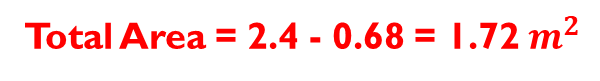 Total Area = 2.4 - 0.68 = 1.72 m²